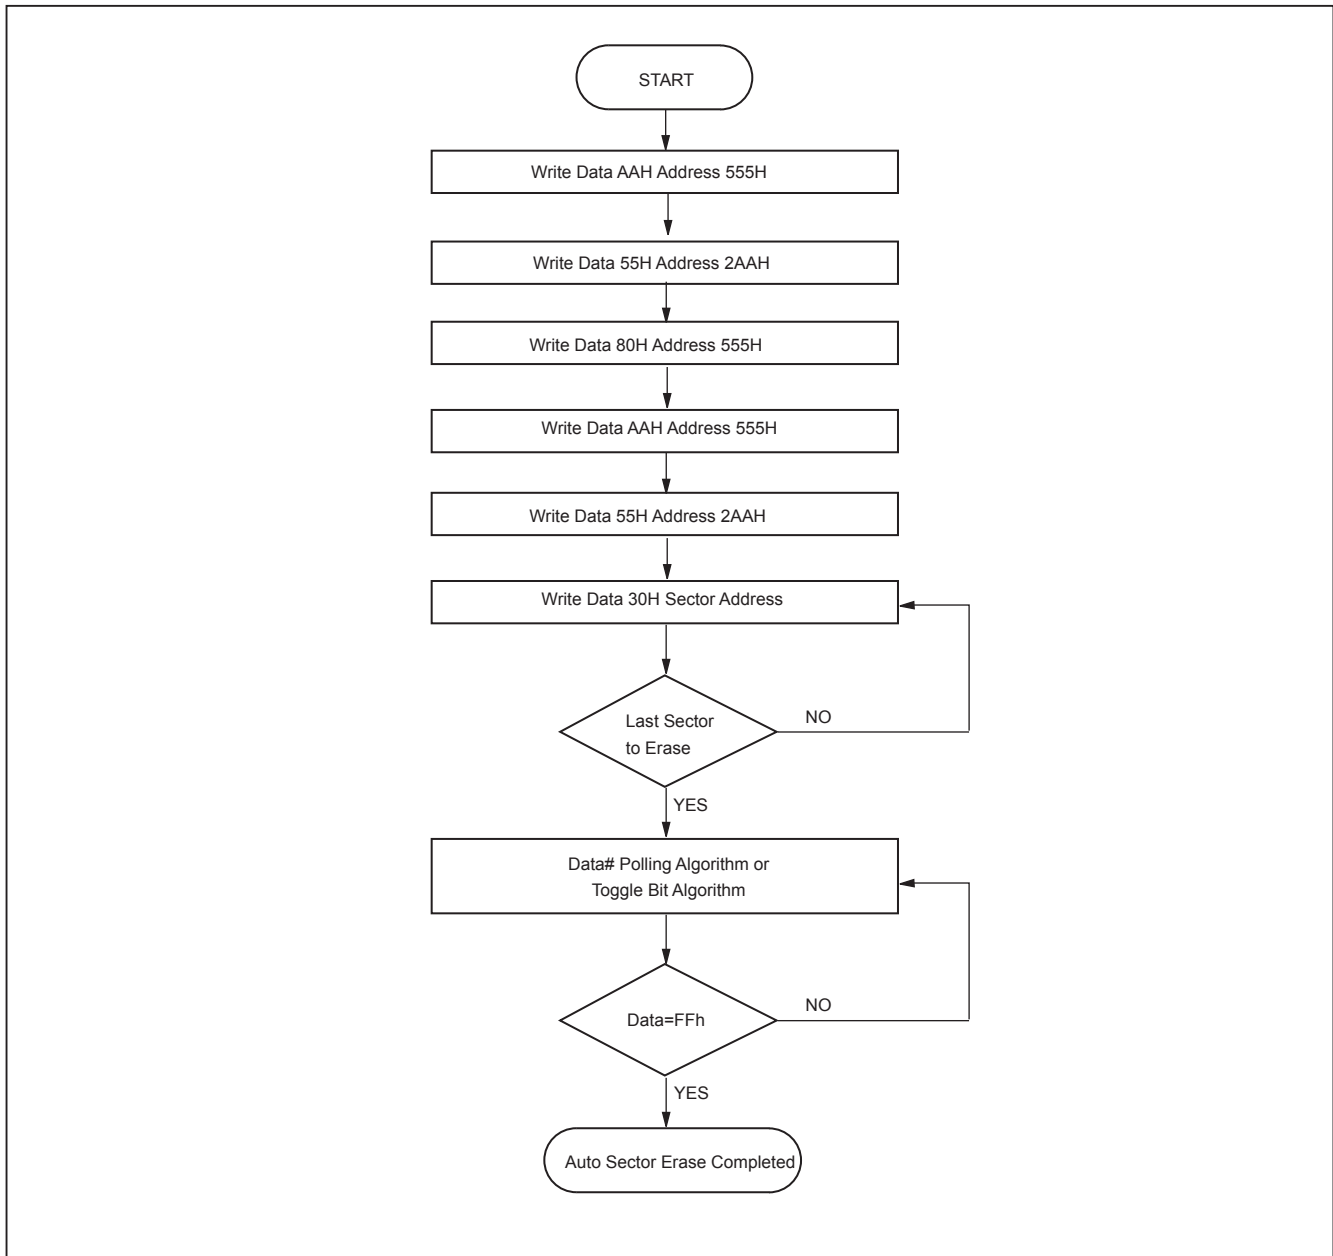 START
Write Data AAH Address 555H
Write Data 55H Address 2AAH
Write Data 80H Address 555H
Write Data AAH Address 555H
Write Data 55H Address 2AAH
Write Data 30H Sector Address
Last Sector
to Erase
NO
YES
Data# Polling Algorithm or
Toggle Bit Algorithm
Data=FFh
NO
YES
Auto Sector Erase Completed